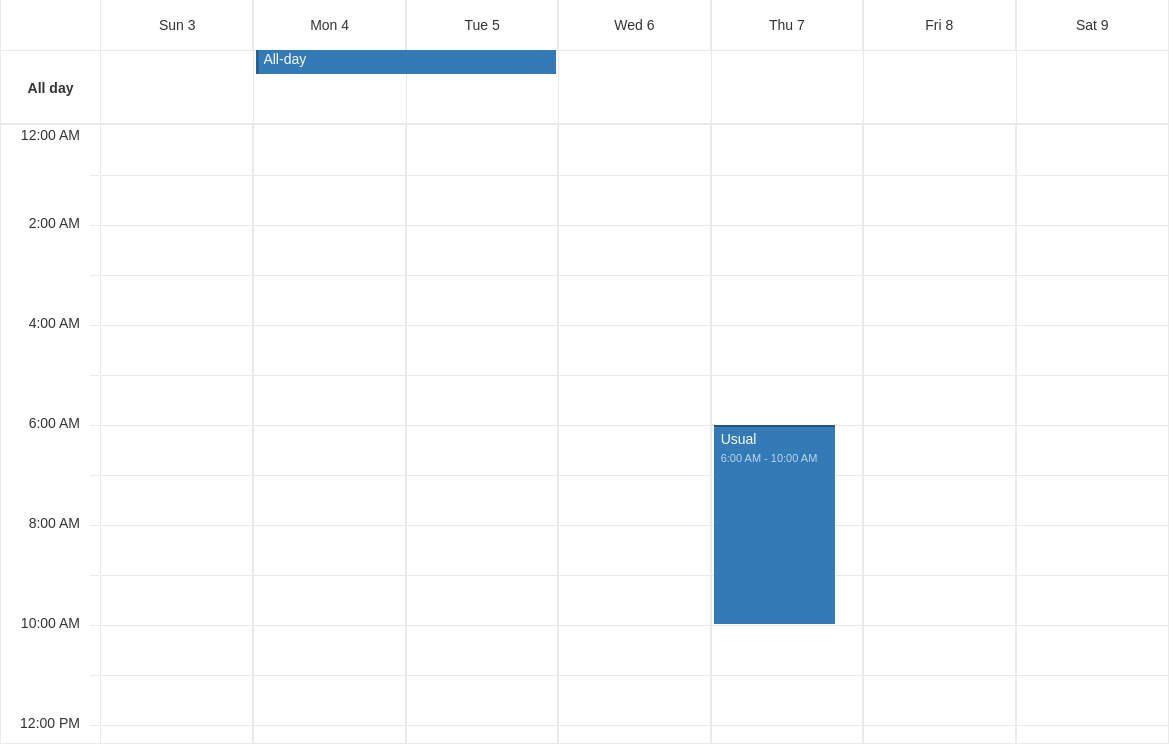 Sun 3
Mon 4
Tue 5
Wed 6
Thu 7
Fri 8
Sat 9
All day
All-day
12:00 AM
2:00 AM
4:00 AM
6:00 AM
Usual
6:00 AM - 10:00 AM
8:00 AM
10:00 AM
12:00 PM